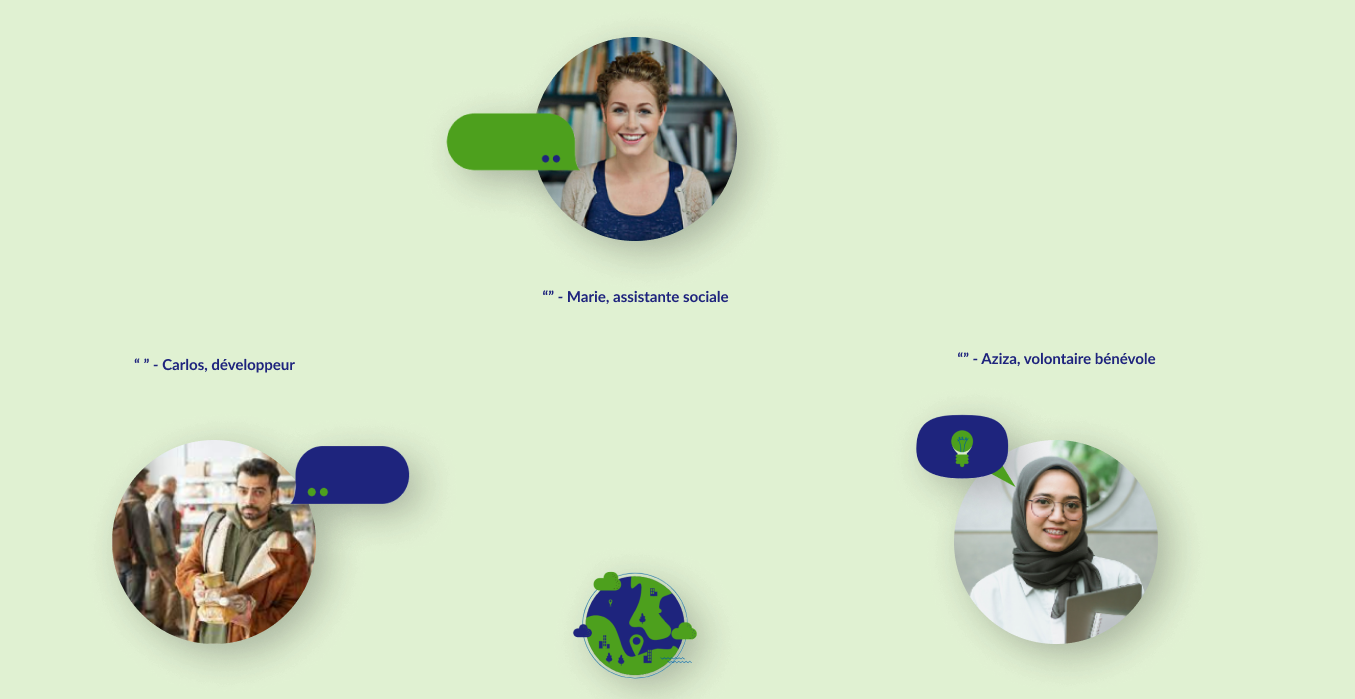 “” - Marie, assistante sociale
“ ” - Carlos, développeur
“” - Aziza, volontaire bénévole